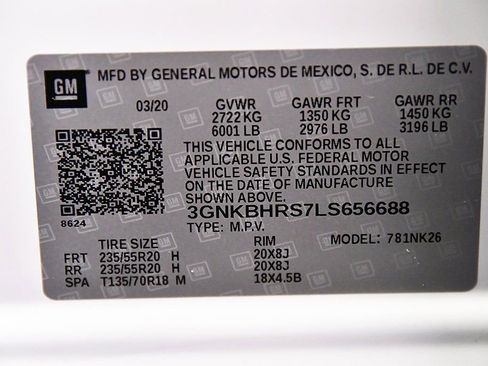 GM MFD BY GENERAL MOTORS DE MEXICO, S. DE R.L. DE C.V.
03/20 GVWR GAWR FRT GAWR RR
2722 KG 1350 KG 1450 KG
6001 LB 2976 LB 3196 LB
THIS VEHICLE CONFORMS TO ALL
APPLICABLE U.S. FEDERAL MOTOR
VEHICLE SAFETY STANDARDS IN EFFECT
ON THE DATE OF MANUFACTURE
SHOWN ABOVE.
3GNKBHRS7LS656688
8624
TYPE: M.P.V. MODEL: 781NK26
TIRE SIZE RIM
FRT 235/55R20 H 20X8J
RR 235/55R20 H 20X8J
SPA T135/70R18 M 18X4.5B